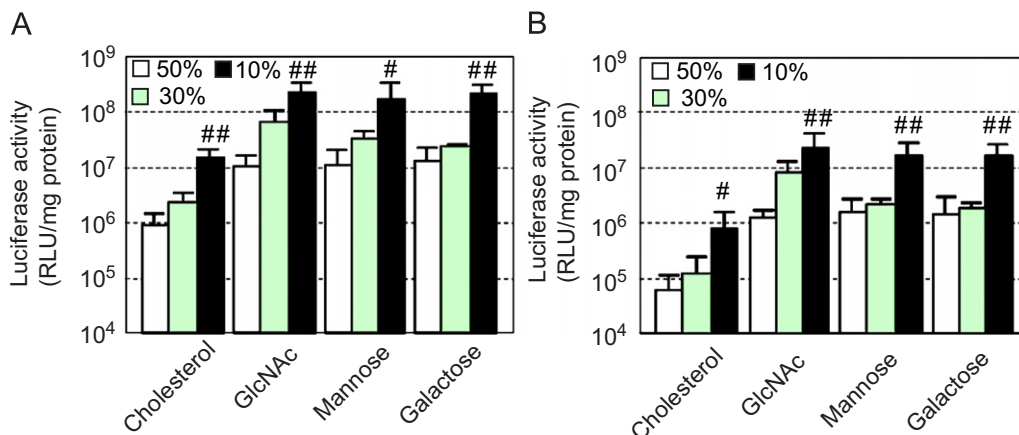 A
Luciferase activity
(RLU/mg protein)
10⁹
10⁸
10⁷
10⁶
10⁵
10⁴
50% 10%
30%
##
##
#
##
Cholesterol
GlcNAc
Mannose
Galactose
B
Luciferase activity
(RLU/mg protein)
10⁹
10⁸
10⁷
10⁶
10⁵
10⁴
50% 10%
30%
#
##
##
##
Cholesterol
GlcNAc
Mannose
Galactose